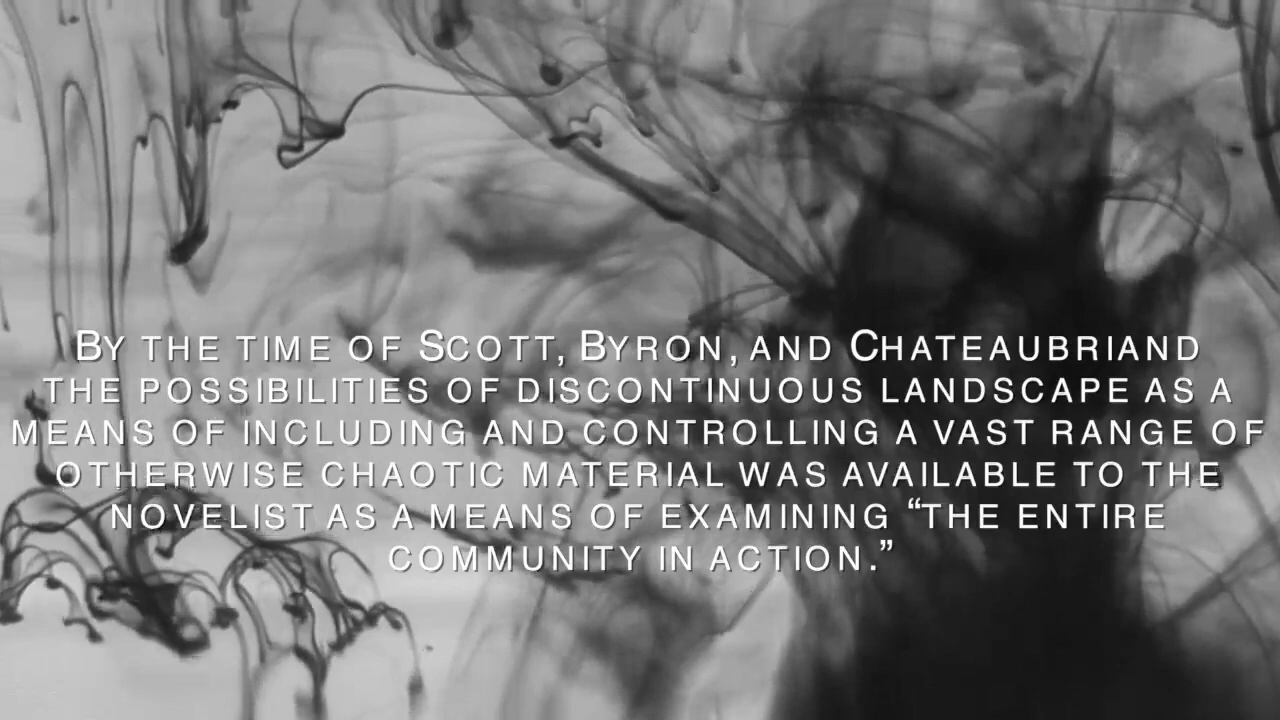 By the time of Scott, Byron, and Chateaubriand
the possibilities of discontinuous landscape as a
means of including and controlling a vast range of
otherwise chaotic material was available to the
novelist as a means of examining “the entire
community in action.”